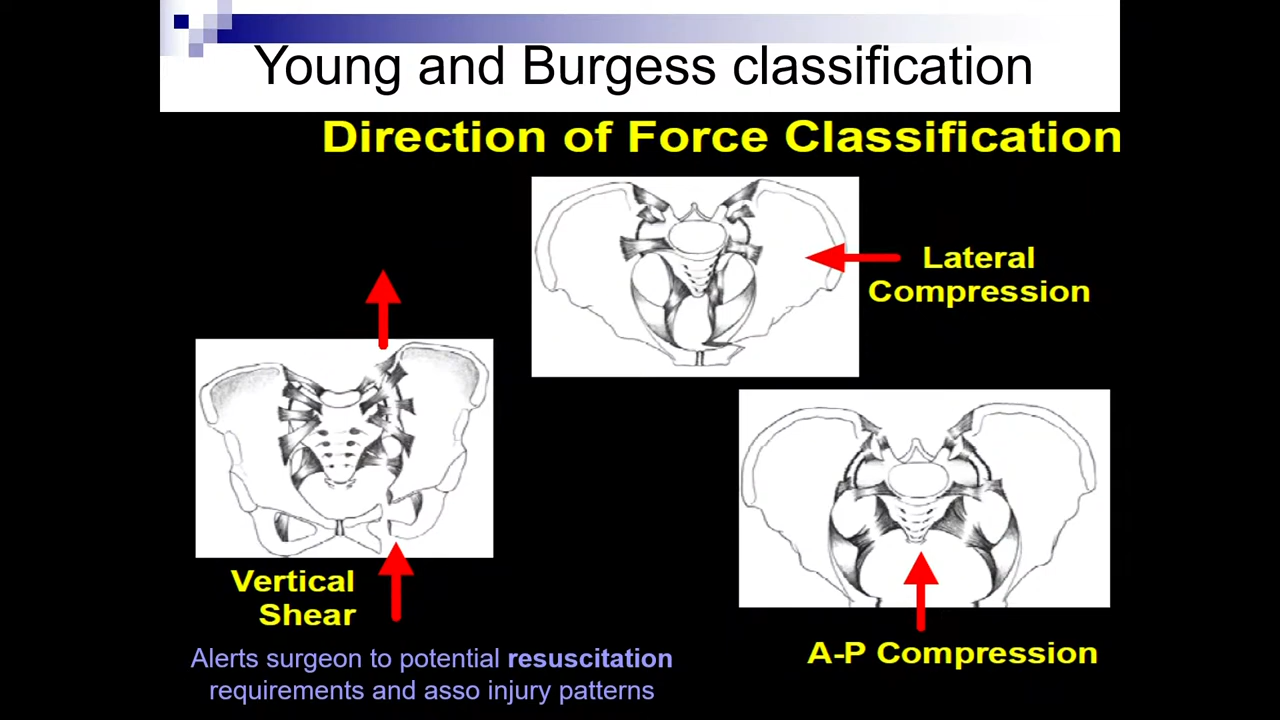 Young and Burgess classification
Direction of Force Classification
Lateral
Compression
Vertical
Shear
A-P Compression
Alerts surgeon to potential resuscitation
requirements and asso injury patterns